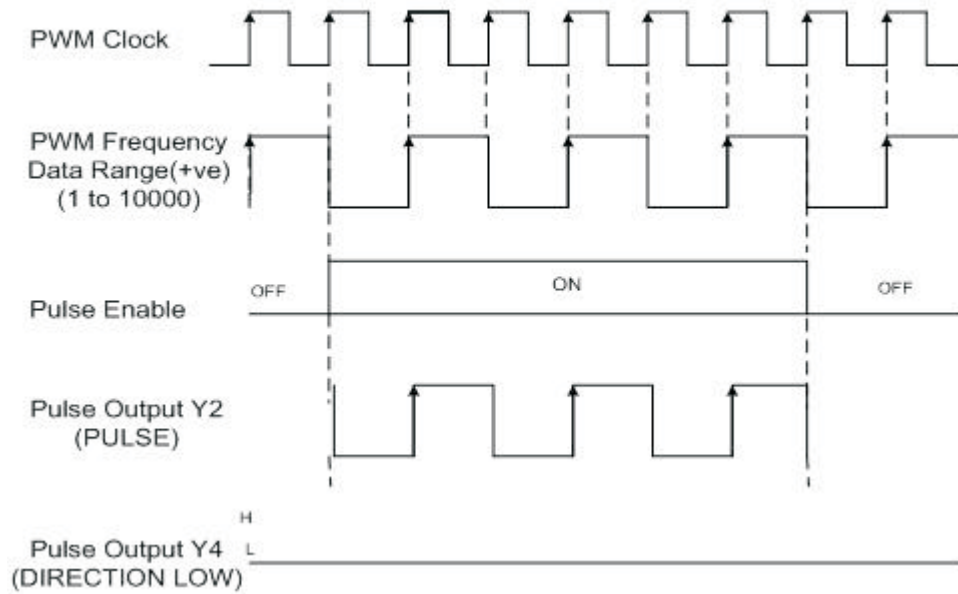 PWM Clock
PWM Frequency
Data Range(+ve)
(1 to 10000)
OFF
ON
OFF
Pulse Enable
Pulse Output Y2
(PULSE)
H
L
Pulse Output Y4
(DIRECTION LOW)